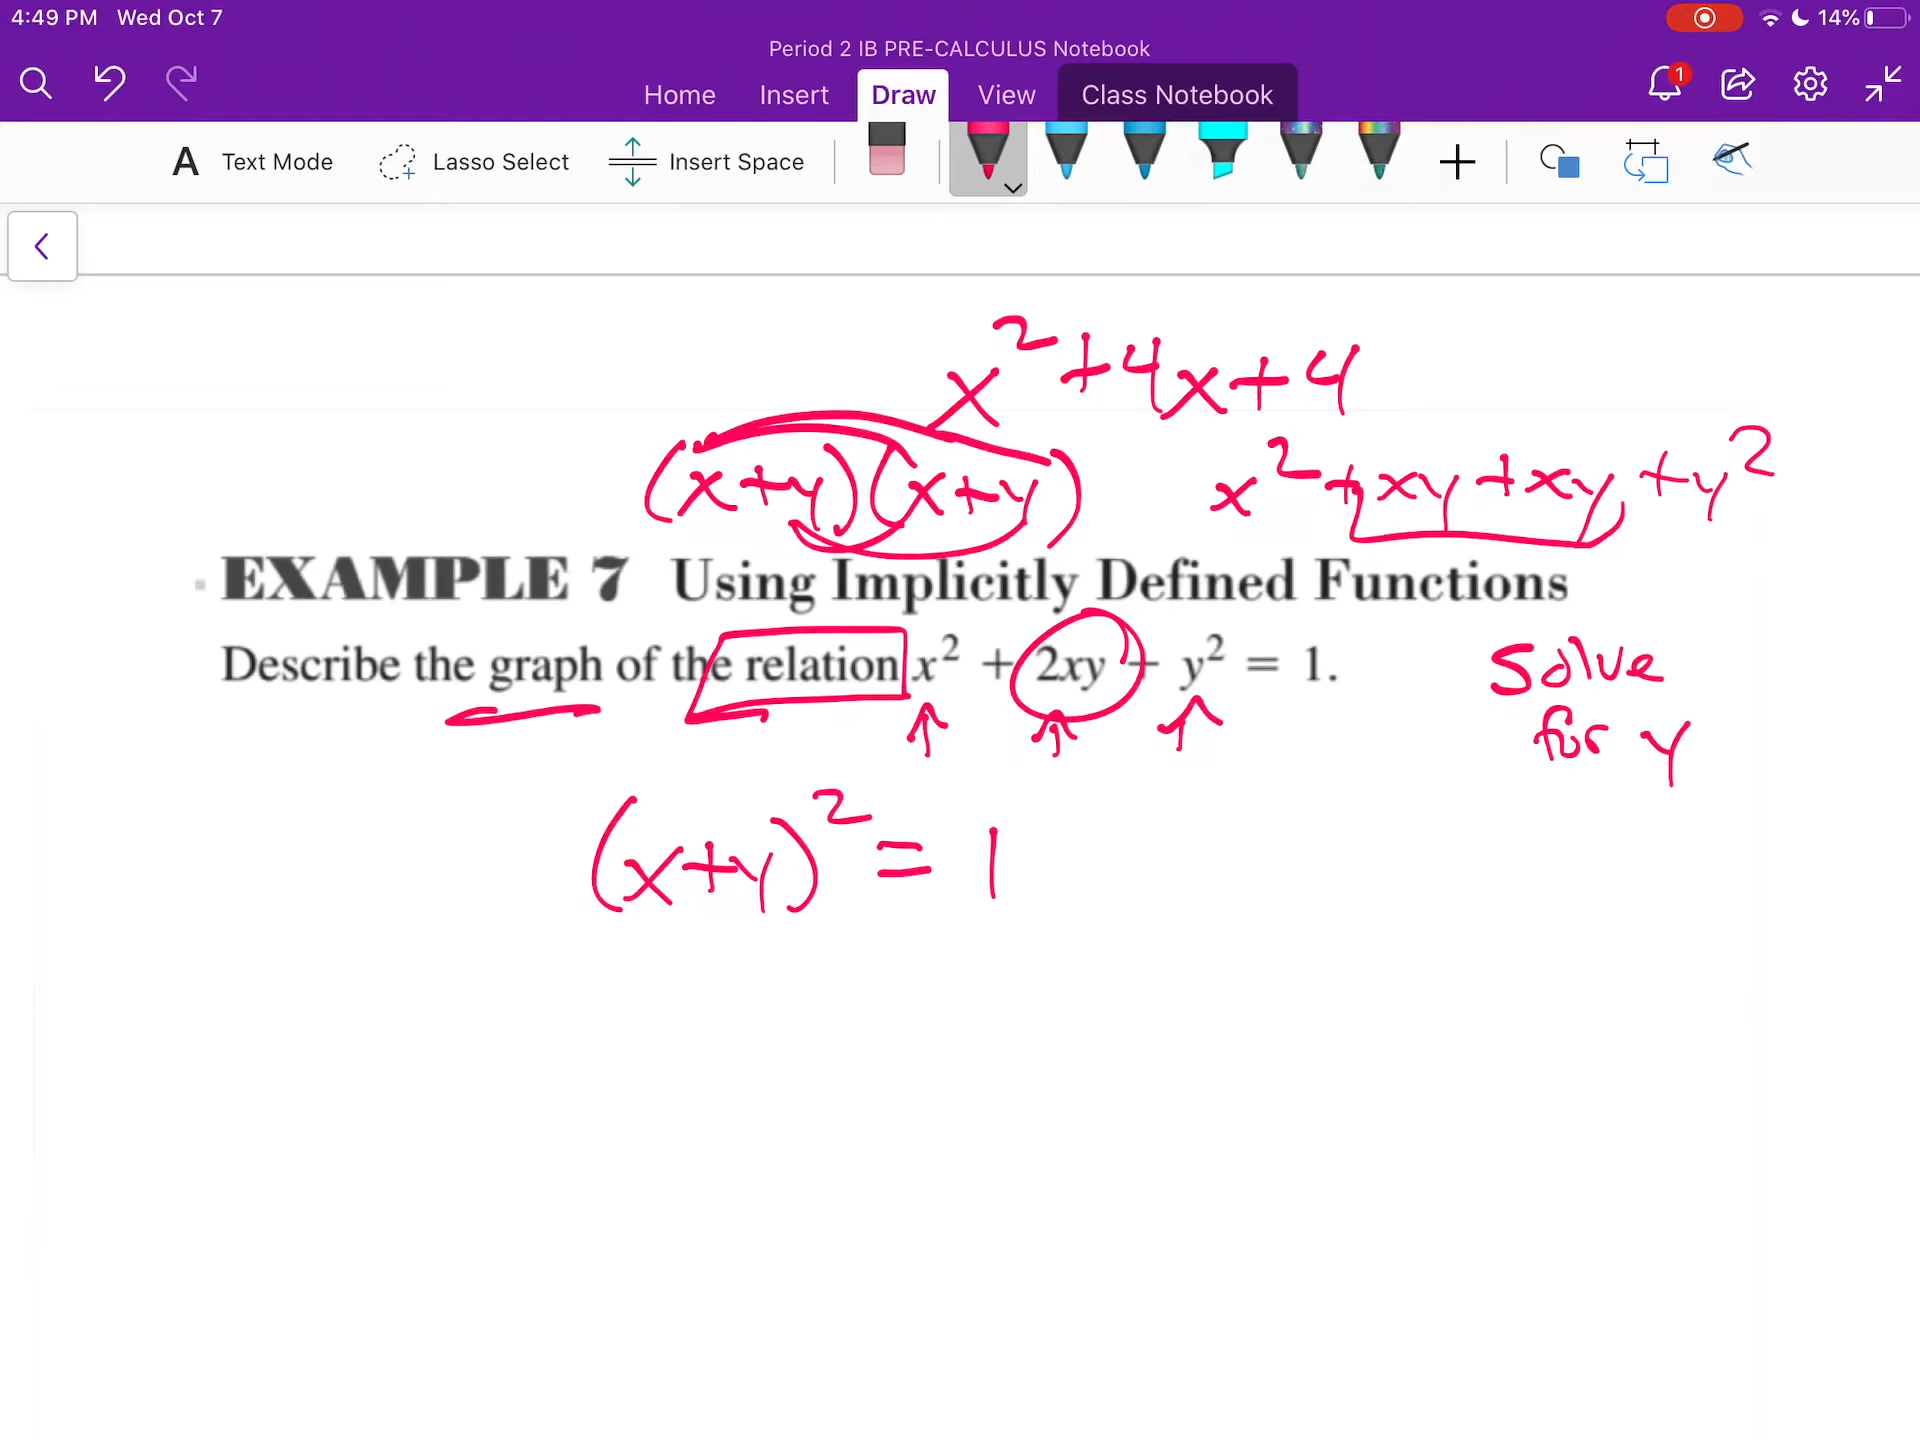 4:49 PM Wed Oct 7 14%
Period 2 IB PRE-CALCULUS Notebook
Home Insert Draw View Class Notebook 1
A Text Mode Lasso Select Insert Space
x² + 4x + 4
(x+y)(x+y) x² + xy + xy + y²
EXAMPLE 7 Using Implicitly Defined Functions
Describe the graph of the relation x² + 2xy + y² = 1.
Solve
for y
(x+y)² = 1